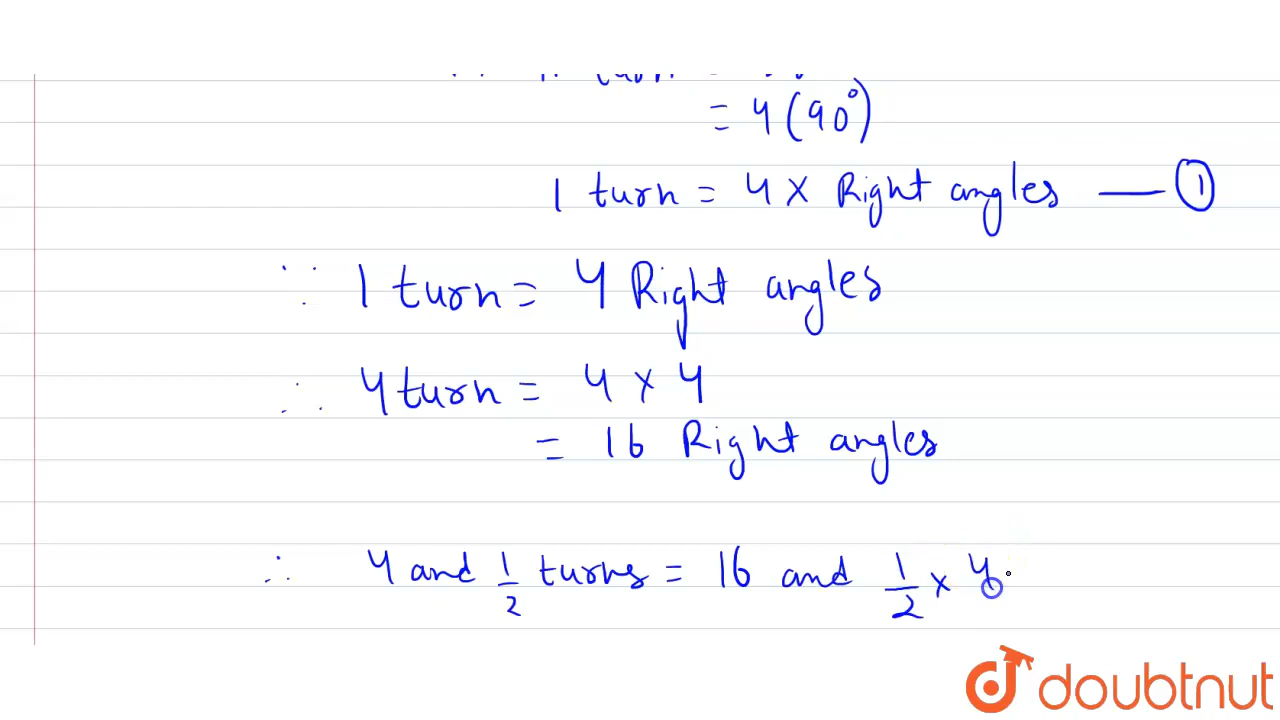 = 4 (90°)
1 turn = 4 × Right angles — ①
∵ 1 turn = 4 Right angles
∴ 4 turn = 4 × 4
= 16 Right angles
∴ 4 and 1/2 turns = 16 and 1/2 × 4
doubtnut